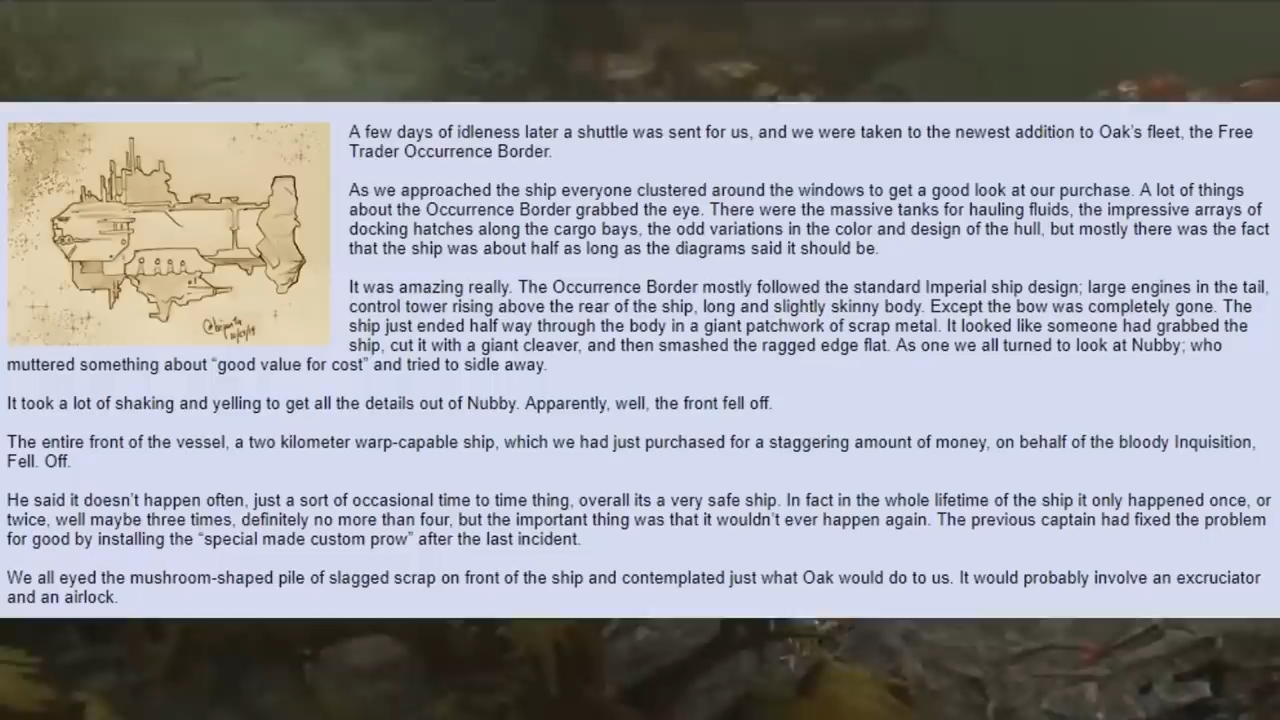 A few days of idleness later a shuttle was sent for us, and we were taken to the newest addition to Oak's fleet, the Free
Trader Occurrence Border.
As we approached the ship everyone clustered around the windows to get a good look at our purchase. A lot of things
about the Occurrence Border grabbed the eye. There were the massive tanks for hauling fluids, the impressive arrays of
docking hatches along the cargo bays, the odd variations in the color and design of the hull, but mostly there was the fact
that the ship was about half as long as the diagrams said it should be.
It was amazing really. The Occurrence Border mostly followed the standard Imperial ship design; large engines in the tail,
control tower rising above the rear of the ship, long and slightly skinny body. Except the bow was completely gone. The
ship just ended half way through the body in a giant patchwork of scrap metal. It looked like someone had grabbed the
ship, cut it with a giant cleaver, and then smashed the ragged edge flat. As one we all turned to look at Nubby; who
muttered something about “good value for cost” and tried to sidle away.
It took a lot of shaking and yelling to get all the details out of Nubby. Apparently, well, the front fell off.
The entire front of the vessel, a two kilometer warp-capable ship, which we had just purchased for a staggering amount of money, on behalf of the bloody Inquisition,
Fell. Off.
He said it doesn't happen often, just a sort of occasional time to time thing, overall its a very safe ship. In fact in the whole lifetime of the ship it only happened once, or
twice, well maybe three times, definitely no more than four, but the important thing was that it wouldn't ever happen again. The previous captain had fixed the problem
for good by installing the “special made custom prow” after the last incident.
We all eyed the mushroom-shaped pile of slagged scrap on front of the ship and contemplated just what Oak would do to us. It would probably involve an excruciator
and an airlock.